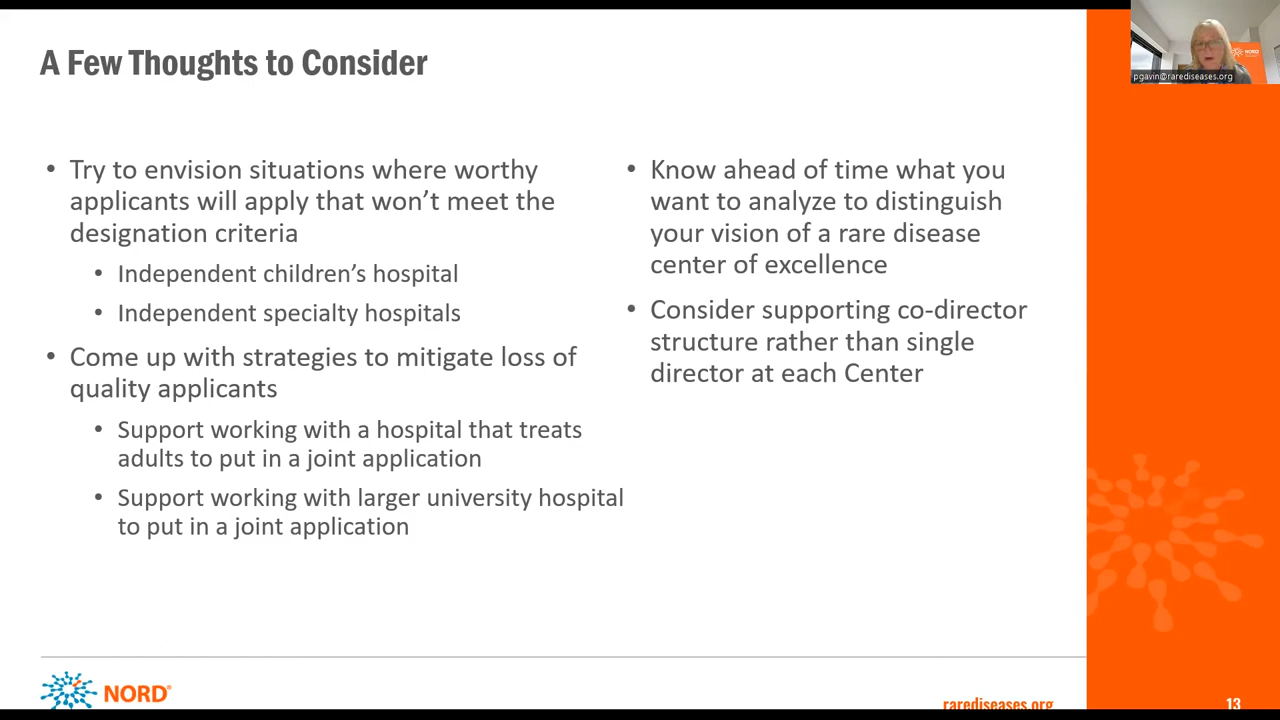 A Few Thoughts to Consider
• Try to envision situations where worthy
applicants will apply that won’t meet the
designation criteria
• Independent children’s hospital
• Independent specialty hospitals
• Come up with strategies to mitigate loss of
quality applicants
• Support working with a hospital that treats
adults to put in a joint application
• Support working with larger university hospital
to put in a joint application
• Know ahead of time what you
want to analyze to distinguish
your vision of a rare disease
center of excellence
• Consider supporting co-director
structure rather than single
director at each Center
NORD
pgavin@rarediseases.org
NORD®
rarediseases.org
13